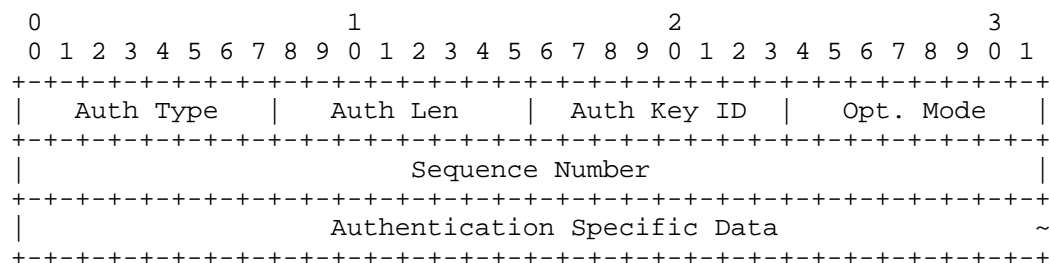 0                   1                   2                   3
 0 1 2 3 4 5 6 7 8 9 0 1 2 3 4 5 6 7 8 9 0 1 2 3 4 5 6 7 8 9 0 1
+-+-+-+-+-+-+-+-+-+-+-+-+-+-+-+-+-+-+-+-+-+-+-+-+-+-+-+-+-+-+-+-+
|   Auth Type   |   Auth Len    |  Auth Key ID  |   Opt. Mode   |
+-+-+-+-+-+-+-+-+-+-+-+-+-+-+-+-+-+-+-+-+-+-+-+-+-+-+-+-+-+-+-+-+
|                        Sequence Number                        |
+-+-+-+-+-+-+-+-+-+-+-+-+-+-+-+-+-+-+-+-+-+-+-+-+-+-+-+-+-+-+-+-+
|                   Authentication Specific Data                ~
+-+-+-+-+-+-+-+-+-+-+-+-+-+-+-+-+-+-+-+-+-+-+-+-+-+-+-+-+-+-+-+-+